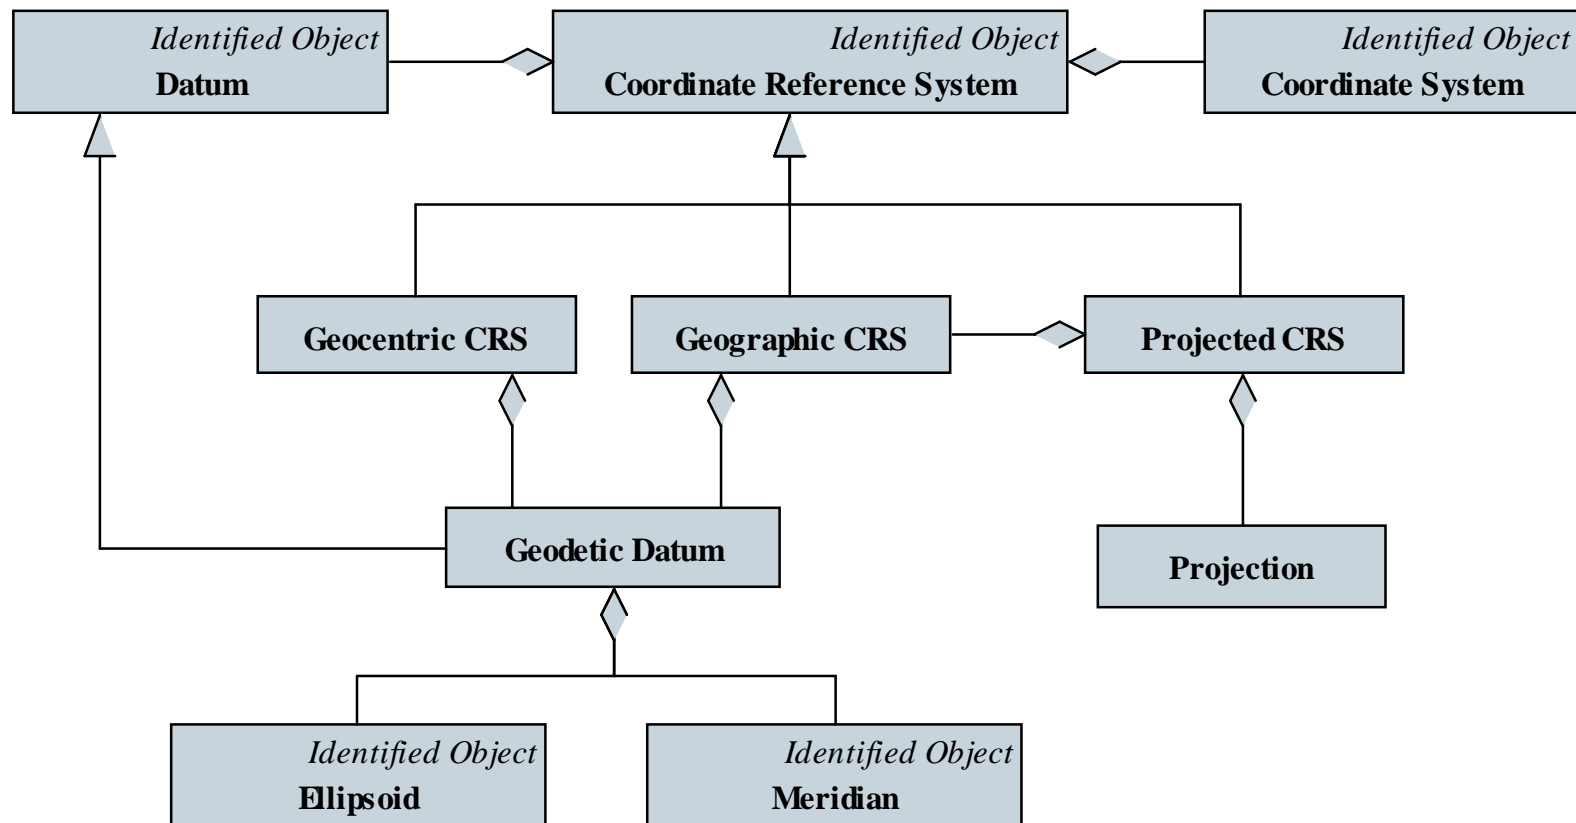 Identified Object
Datum
Identified Object
Coordinate Reference System
Identified Object
Coordinate System
Geocentric CRS
Geographic CRS
Projected CRS
Geodetic Datum
Projection
Identified Object
Ellipsoid
Identified Object
Meridian